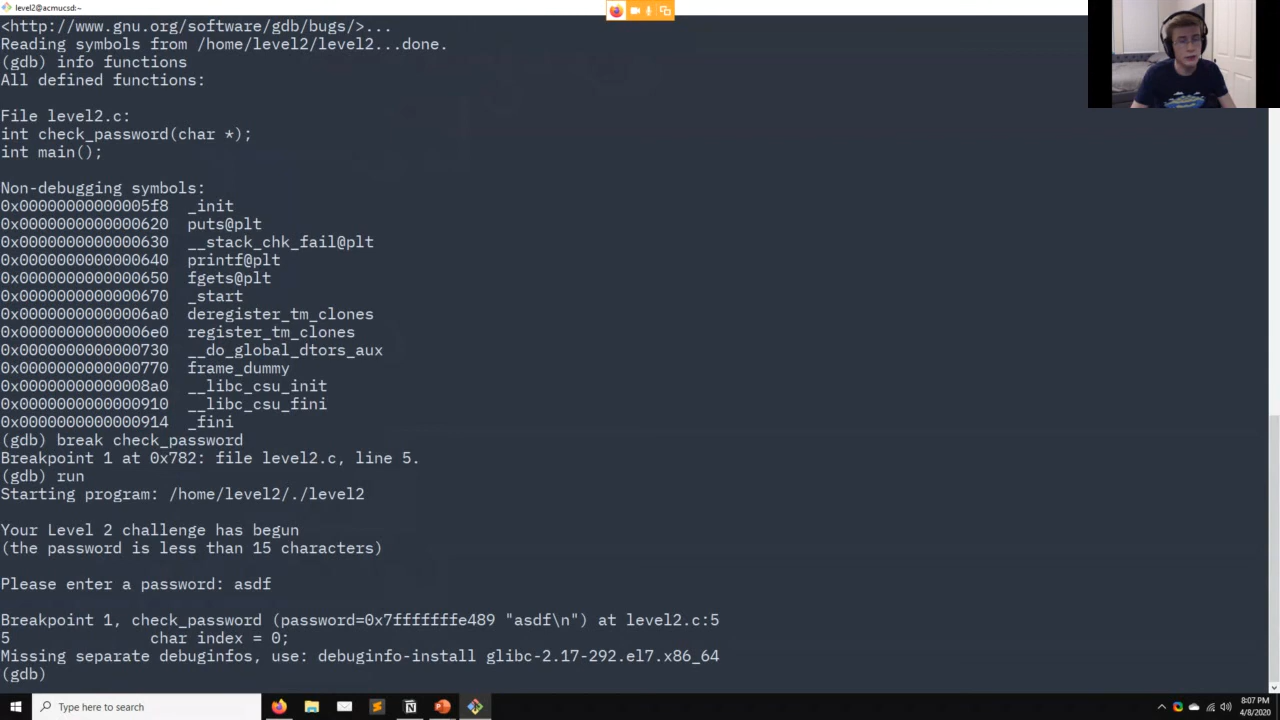 level2@acmucsd:~
<http://www.gnu.org/software/gdb/bugs/>...
Reading symbols from /home/level2/level2...done.
(gdb) info functions
All defined functions:
File level2.c:
int check_password(char *);
int main();
Non-debugging symbols:
0x00000000000005f8  _init
0x0000000000000620  puts@plt
0x0000000000000630  __stack_chk_fail@plt
0x0000000000000640  printf@plt
0x0000000000000650  fgets@plt
0x0000000000000670  _start
0x00000000000006a0  deregister_tm_clones
0x00000000000006e0  register_tm_clones
0x0000000000000730  __do_global_dtors_aux
0x0000000000000770  frame_dummy
0x00000000000008a0  __libc_csu_init
0x0000000000000910  __libc_csu_fini
0x0000000000000914  _fini
(gdb) break check_password
Breakpoint 1 at 0x782: file level2.c, line 5.
(gdb) run
Starting program: /home/level2/./level2
Your Level 2 challenge has begun
(the password is less than 15 characters)
Please enter a password: asdf
Breakpoint 1, check_password (password=0x7fffffffe489 "asdf\n") at level2.c:5
5               char index = 0;
Missing separate debuginfos, use: debuginfo-install glibc-2.17-292.el7.x86_64
(gdb)
Type here to search
8:07 PM
4/8/2020